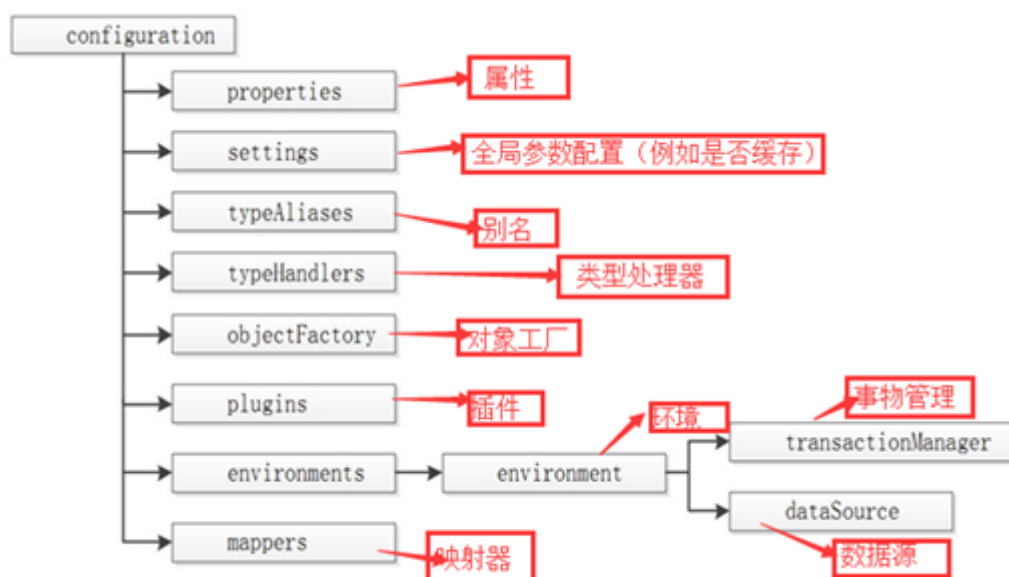 configuration
properties
属性
settings
全局参数配置（例如是否缓存）
typeAliases
别名
typeHandlers
类型处理器
objectFactory
对象工厂
plugins
插件
environments
environment
环境
事物管理
transactionManager
dataSource
数据源
mappers
映射器